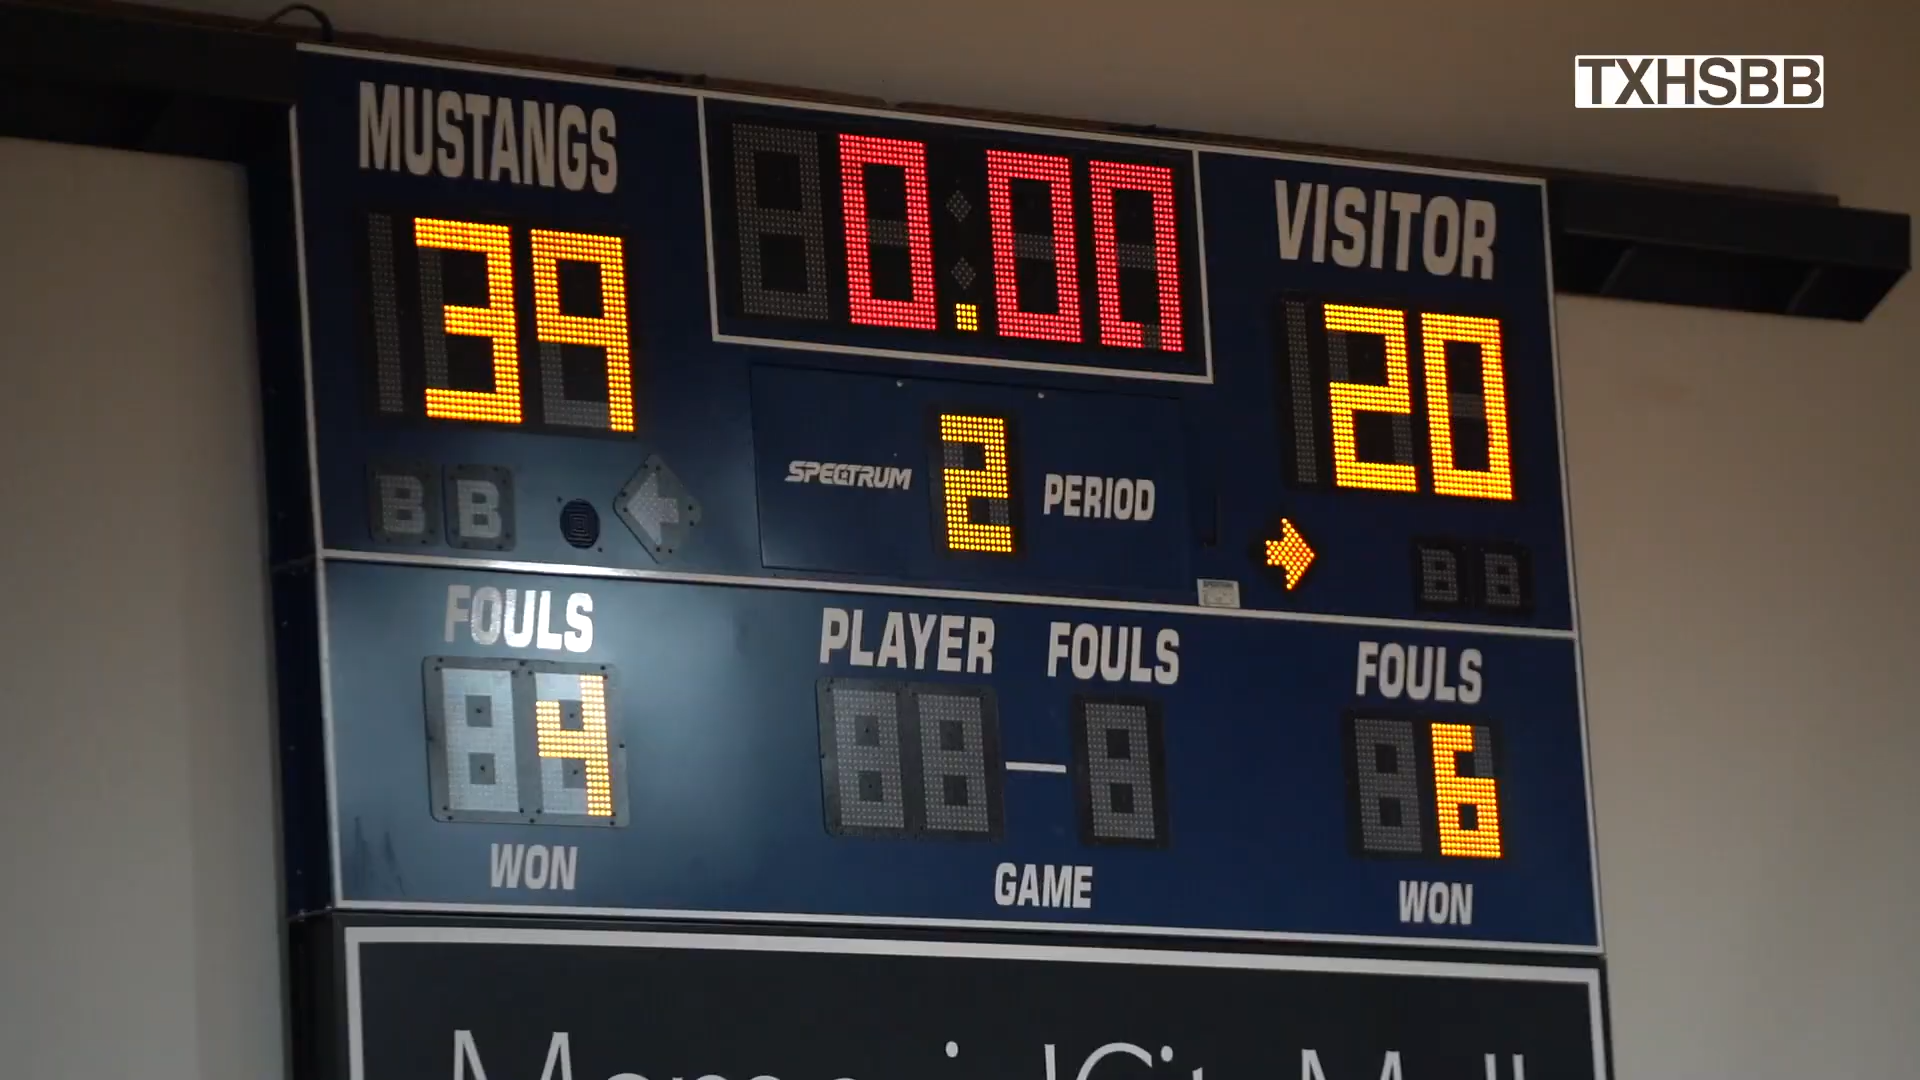 TXHSBB
MUSTANGS
0.00
VISITOR
39
20
SPECTRUM
2
PERIOD
B B
B B
FOULS
PLAYER FOULS
FOULS
4
6
WON
GAME
WON